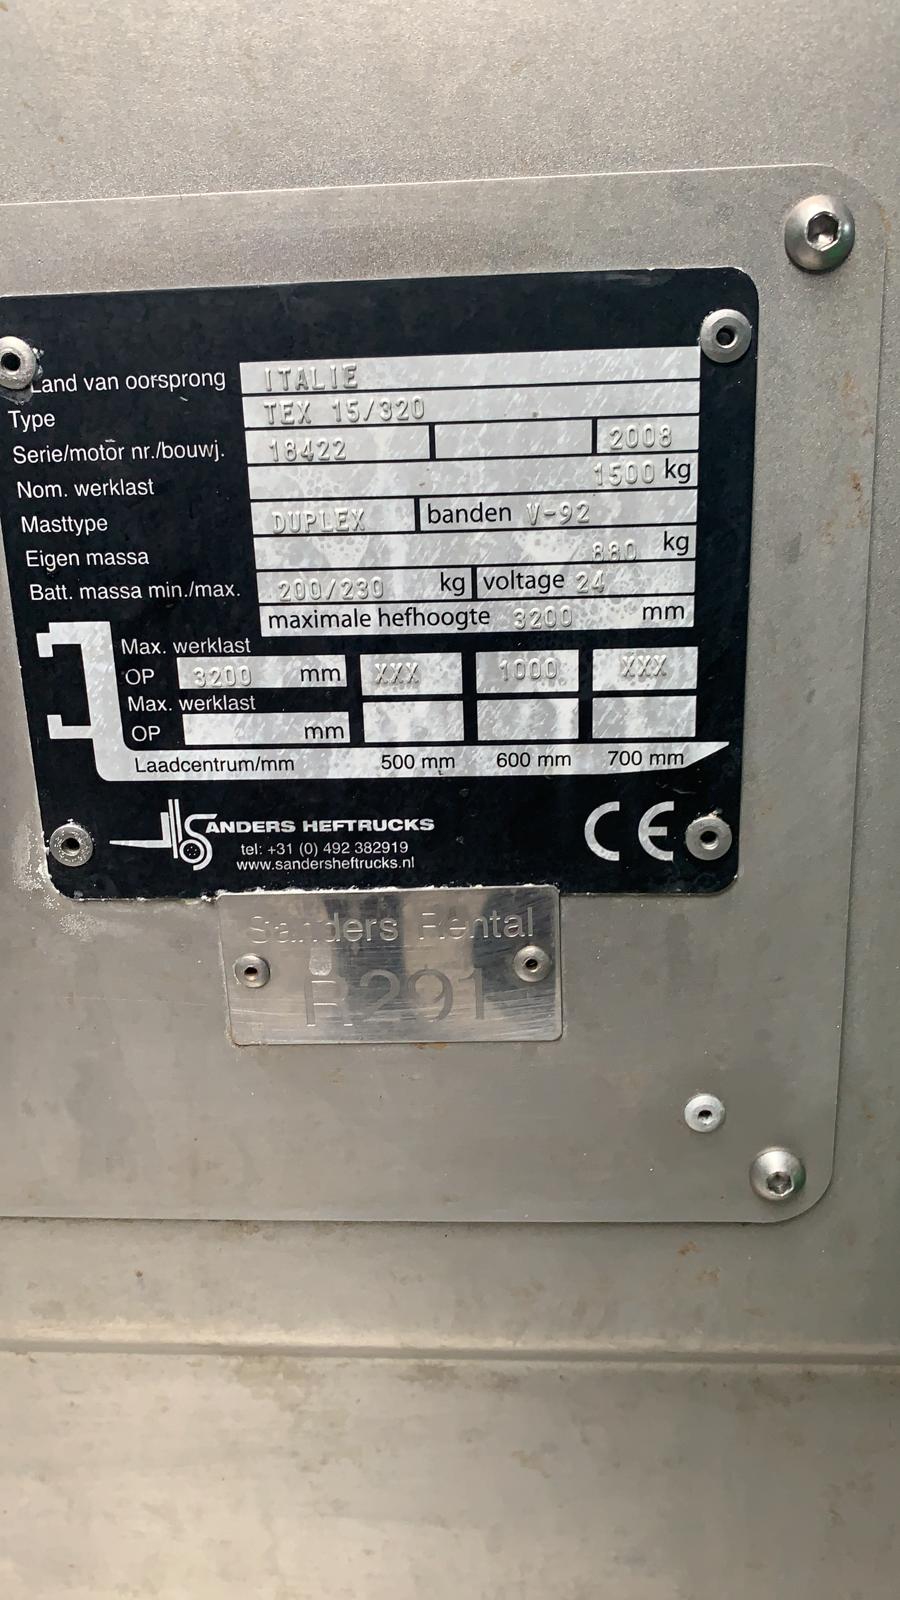 Land van oorsprong ITALIE
Type TEX 15/320
Serie/motor nr./bouwj. 18422 2008
Nom. werklast 1500 kg
Masttype DUPLEX banden V-92
Eigen massa 880 kg
Batt. massa min./max. 200/230 kg voltage 24
maximale hefhoogte 3200 mm
Max. werklast
OP 3200 mm XXX 1000 XXX
Max. werklast
OP mm
Laadcentrum/mm 500 mm 600 mm 700 mm
SANDERS HEFTRUCKS
tel: +31 (0) 492 382919
www.sandersheftrucks.nl
CE
Sanders Rental
R291